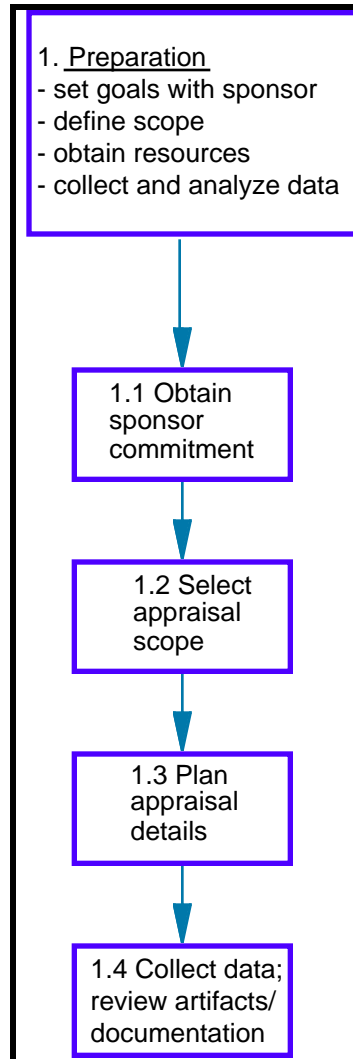 1. Preparation
- set goals with sponsor
- define scope
- obtain resources
- collect and analyze data
1.1 Obtain
sponsor
commitment
1.2 Select
appraisal
scope
1.3 Plan
appraisal
details
1.4 Collect data;
review artifacts/
documentation